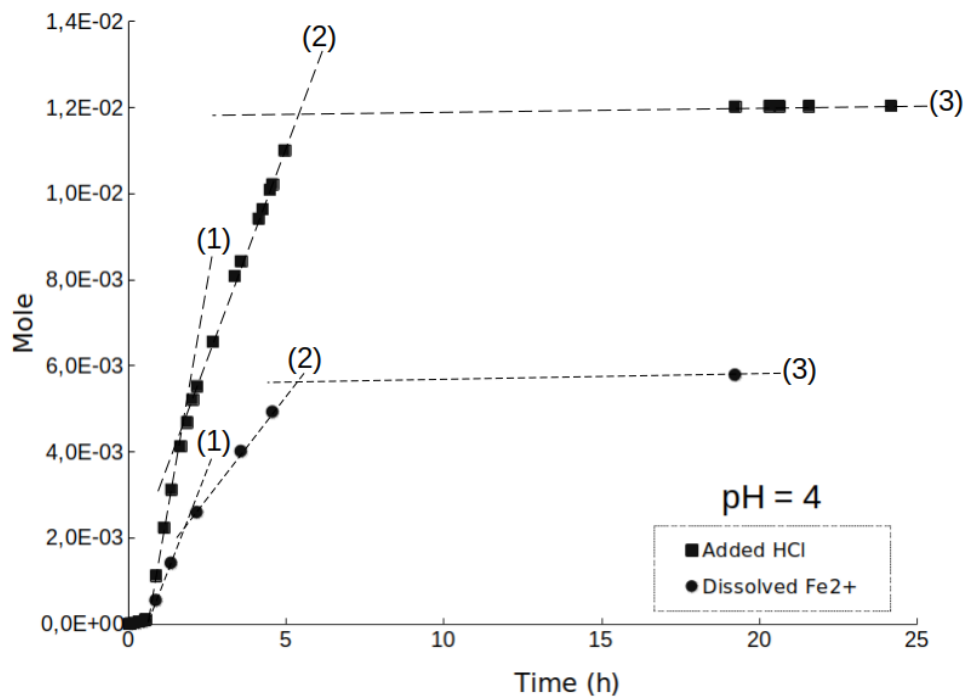 1,4E-02
(2)
1,2E-02
(3)
1,0E-02
(1)
8,0E-03
Mole
6,0E-03
(2)
(3)
4,0E-03
(1)
pH = 4
2,0E-03
Added HCl
Dissolved Fe2+
0,0E+00
0 5 10 15 20 25
Time (h)